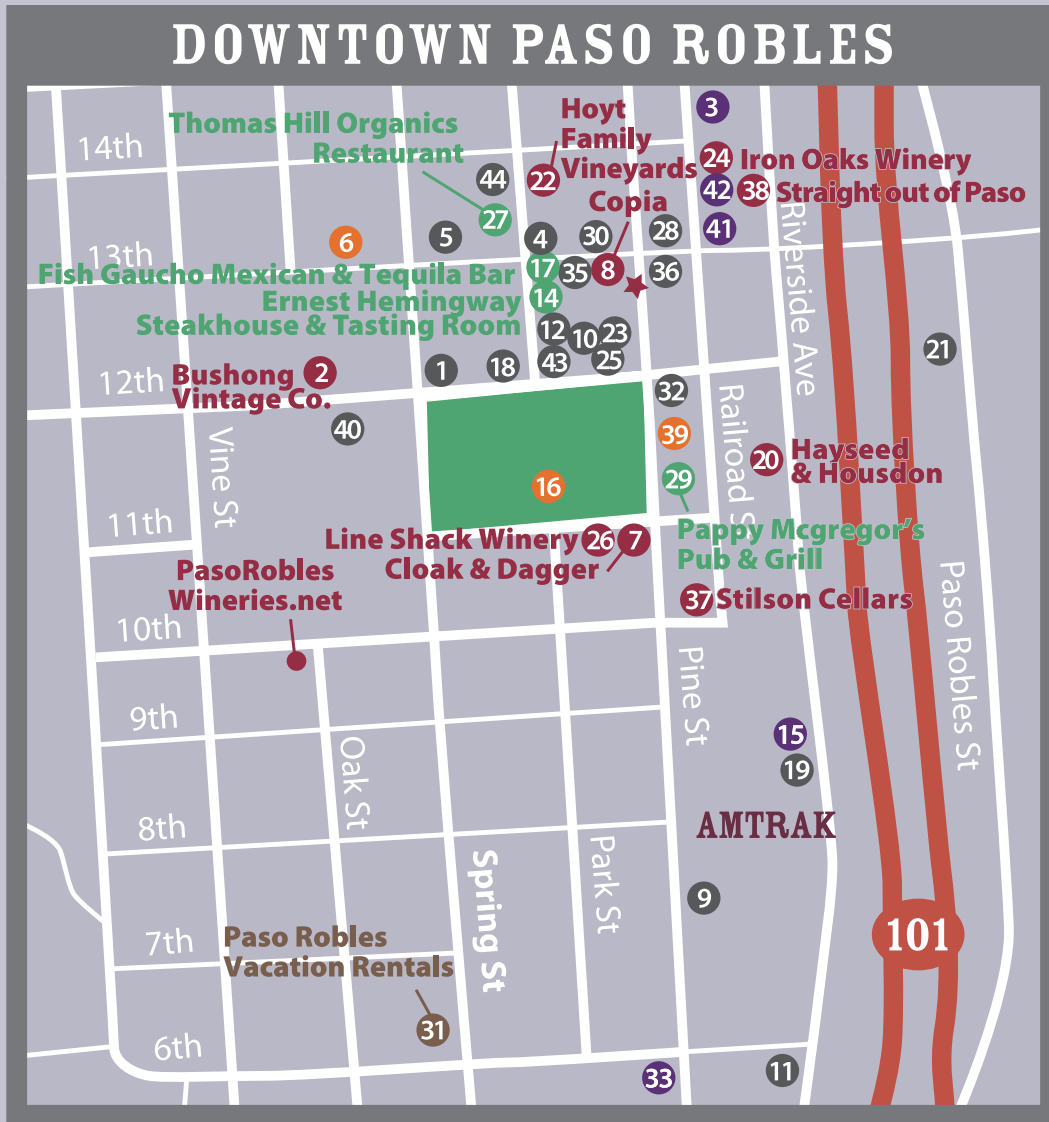 DOWNTOWN PASO ROBLES
3
Hoyt
Family
Vineyards
Thomas Hill Organics
Restaurant
14th
24 Iron Oaks Winery
44
22
42
38 Straight out of Paso
Copia
27
6
5
4
30
28
41
13th
Riverside Ave
Fish Gaucho Mexican & Tequila Bar
17
35
8
36
Ernest Hemingway
Steakhouse & Tasting Room
14
12
10
23
21
12th
Bushong
Vintage Co.
2
1
18
43
25
32
40
39
Vine St
Railroad S
20
Hayseed
& Housdon
16
29
11th
Line Shack Winery 26
7
Cloak & Dagger
Pappy Mcgregor's
Pub & Grill
PasoRobles
Wineries.net
37 Stilson Cellars
10th
Paso Robles St
Pine St
9th
15
Oak St
19
8th
AMTRAK
Park St
Spring St
9
7th
Paso Robles
Vacation Rentals
101
31
6th
33
11